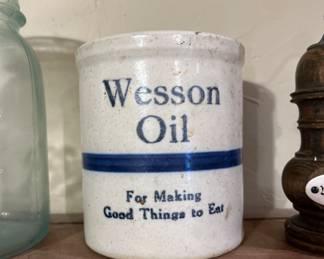 Wesson
Oil
For Making
Good Things to Eat